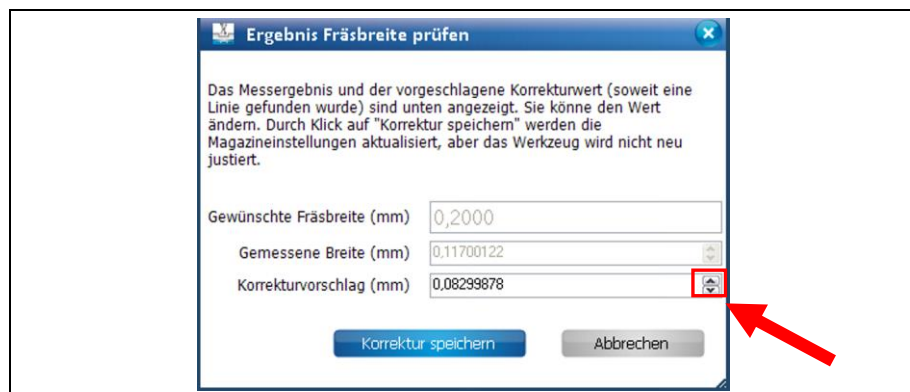 Ergebnis Fräsbreite prüfen
Das Messergebnis und der vorgeschlagene Korrekturwert (soweit eine
Linie gefunden wurde) sind unten angezeigt. Sie könne den Wert
ändern. Durch Klick auf "Korrektur speichern" werden die
Magazineinstellungen aktualisiert, aber das Werkzeug wird nicht neu
justiert.
Gewünschte Fräsbreite (mm) 0,2000
Gemessene Breite (mm) 0,11700122
Korrekturvorschlag (mm) 0,08299878
Korrektur speichern Abbrechen